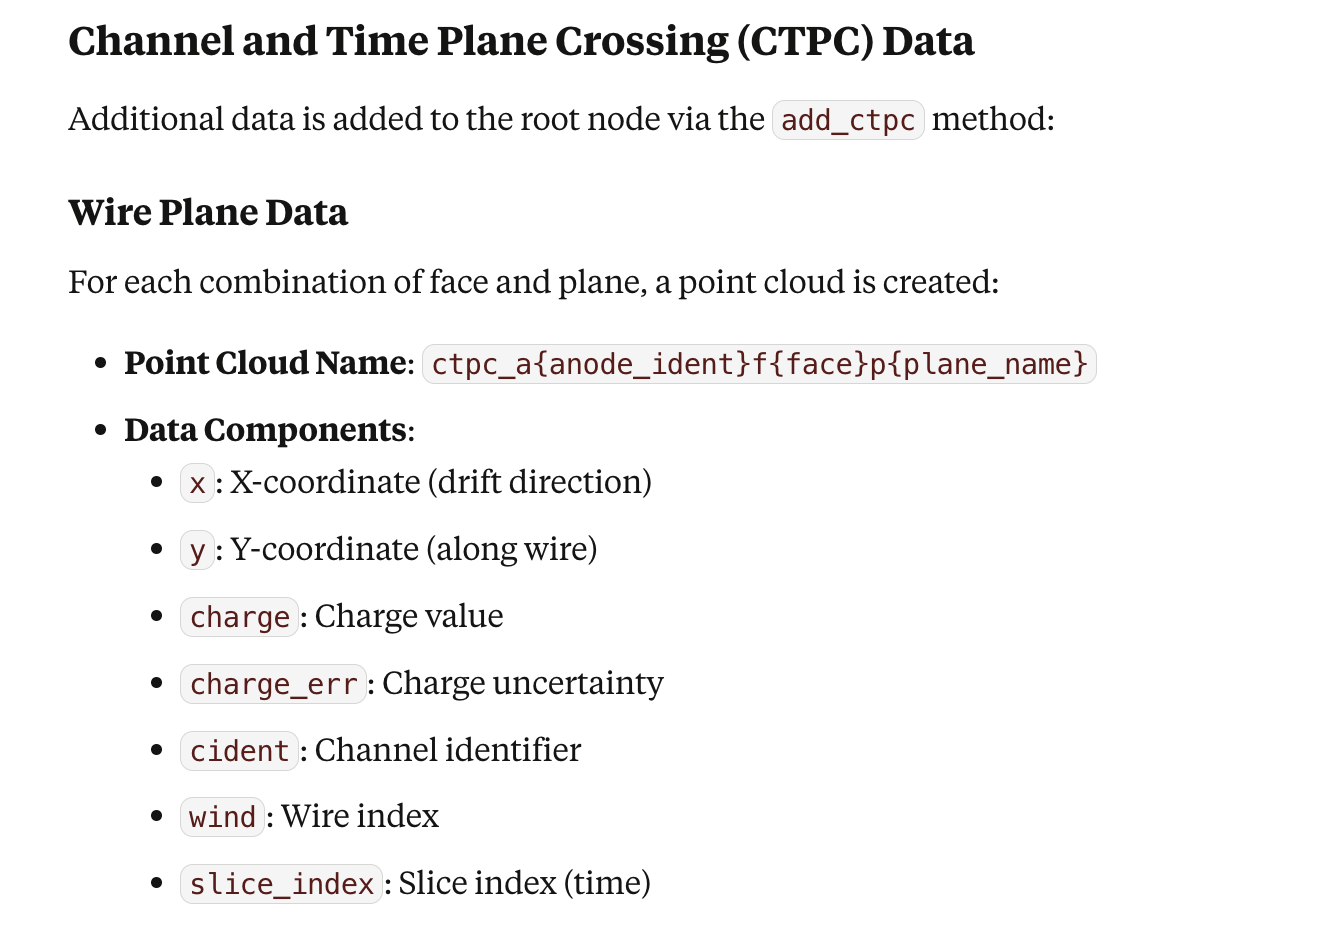 Channel and Time Plane Crossing (CTPC) Data
Additional data is added to the root node via the add_ctpc method:
Wire Plane Data
For each combination of face and plane, a point cloud is created:
• Point Cloud Name: ctpc_a{anode_ident}f{face}p{plane_name}
• Data Components:
• x: X-coordinate (drift direction)
• y: Y-coordinate (along wire)
• charge: Charge value
• charge_err: Charge uncertainty
• cident: Channel identifier
• wind: Wire index
• slice_index: Slice index (time)